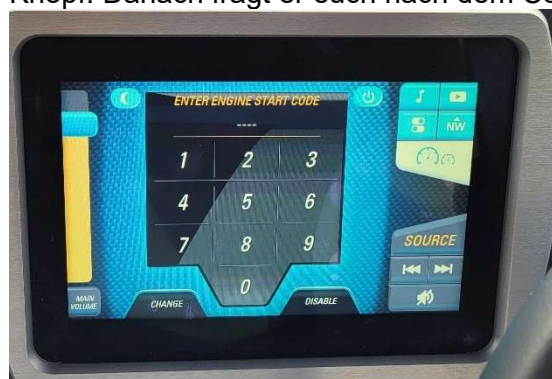 Knopf. Danach fragt er euch nach dem
ENTER ENGINE START CODE
----
1 2 3
4 5 6
7 8 9
0
CHANGE
DISABLE
MAIN
VOLUME
NW
SOURCE